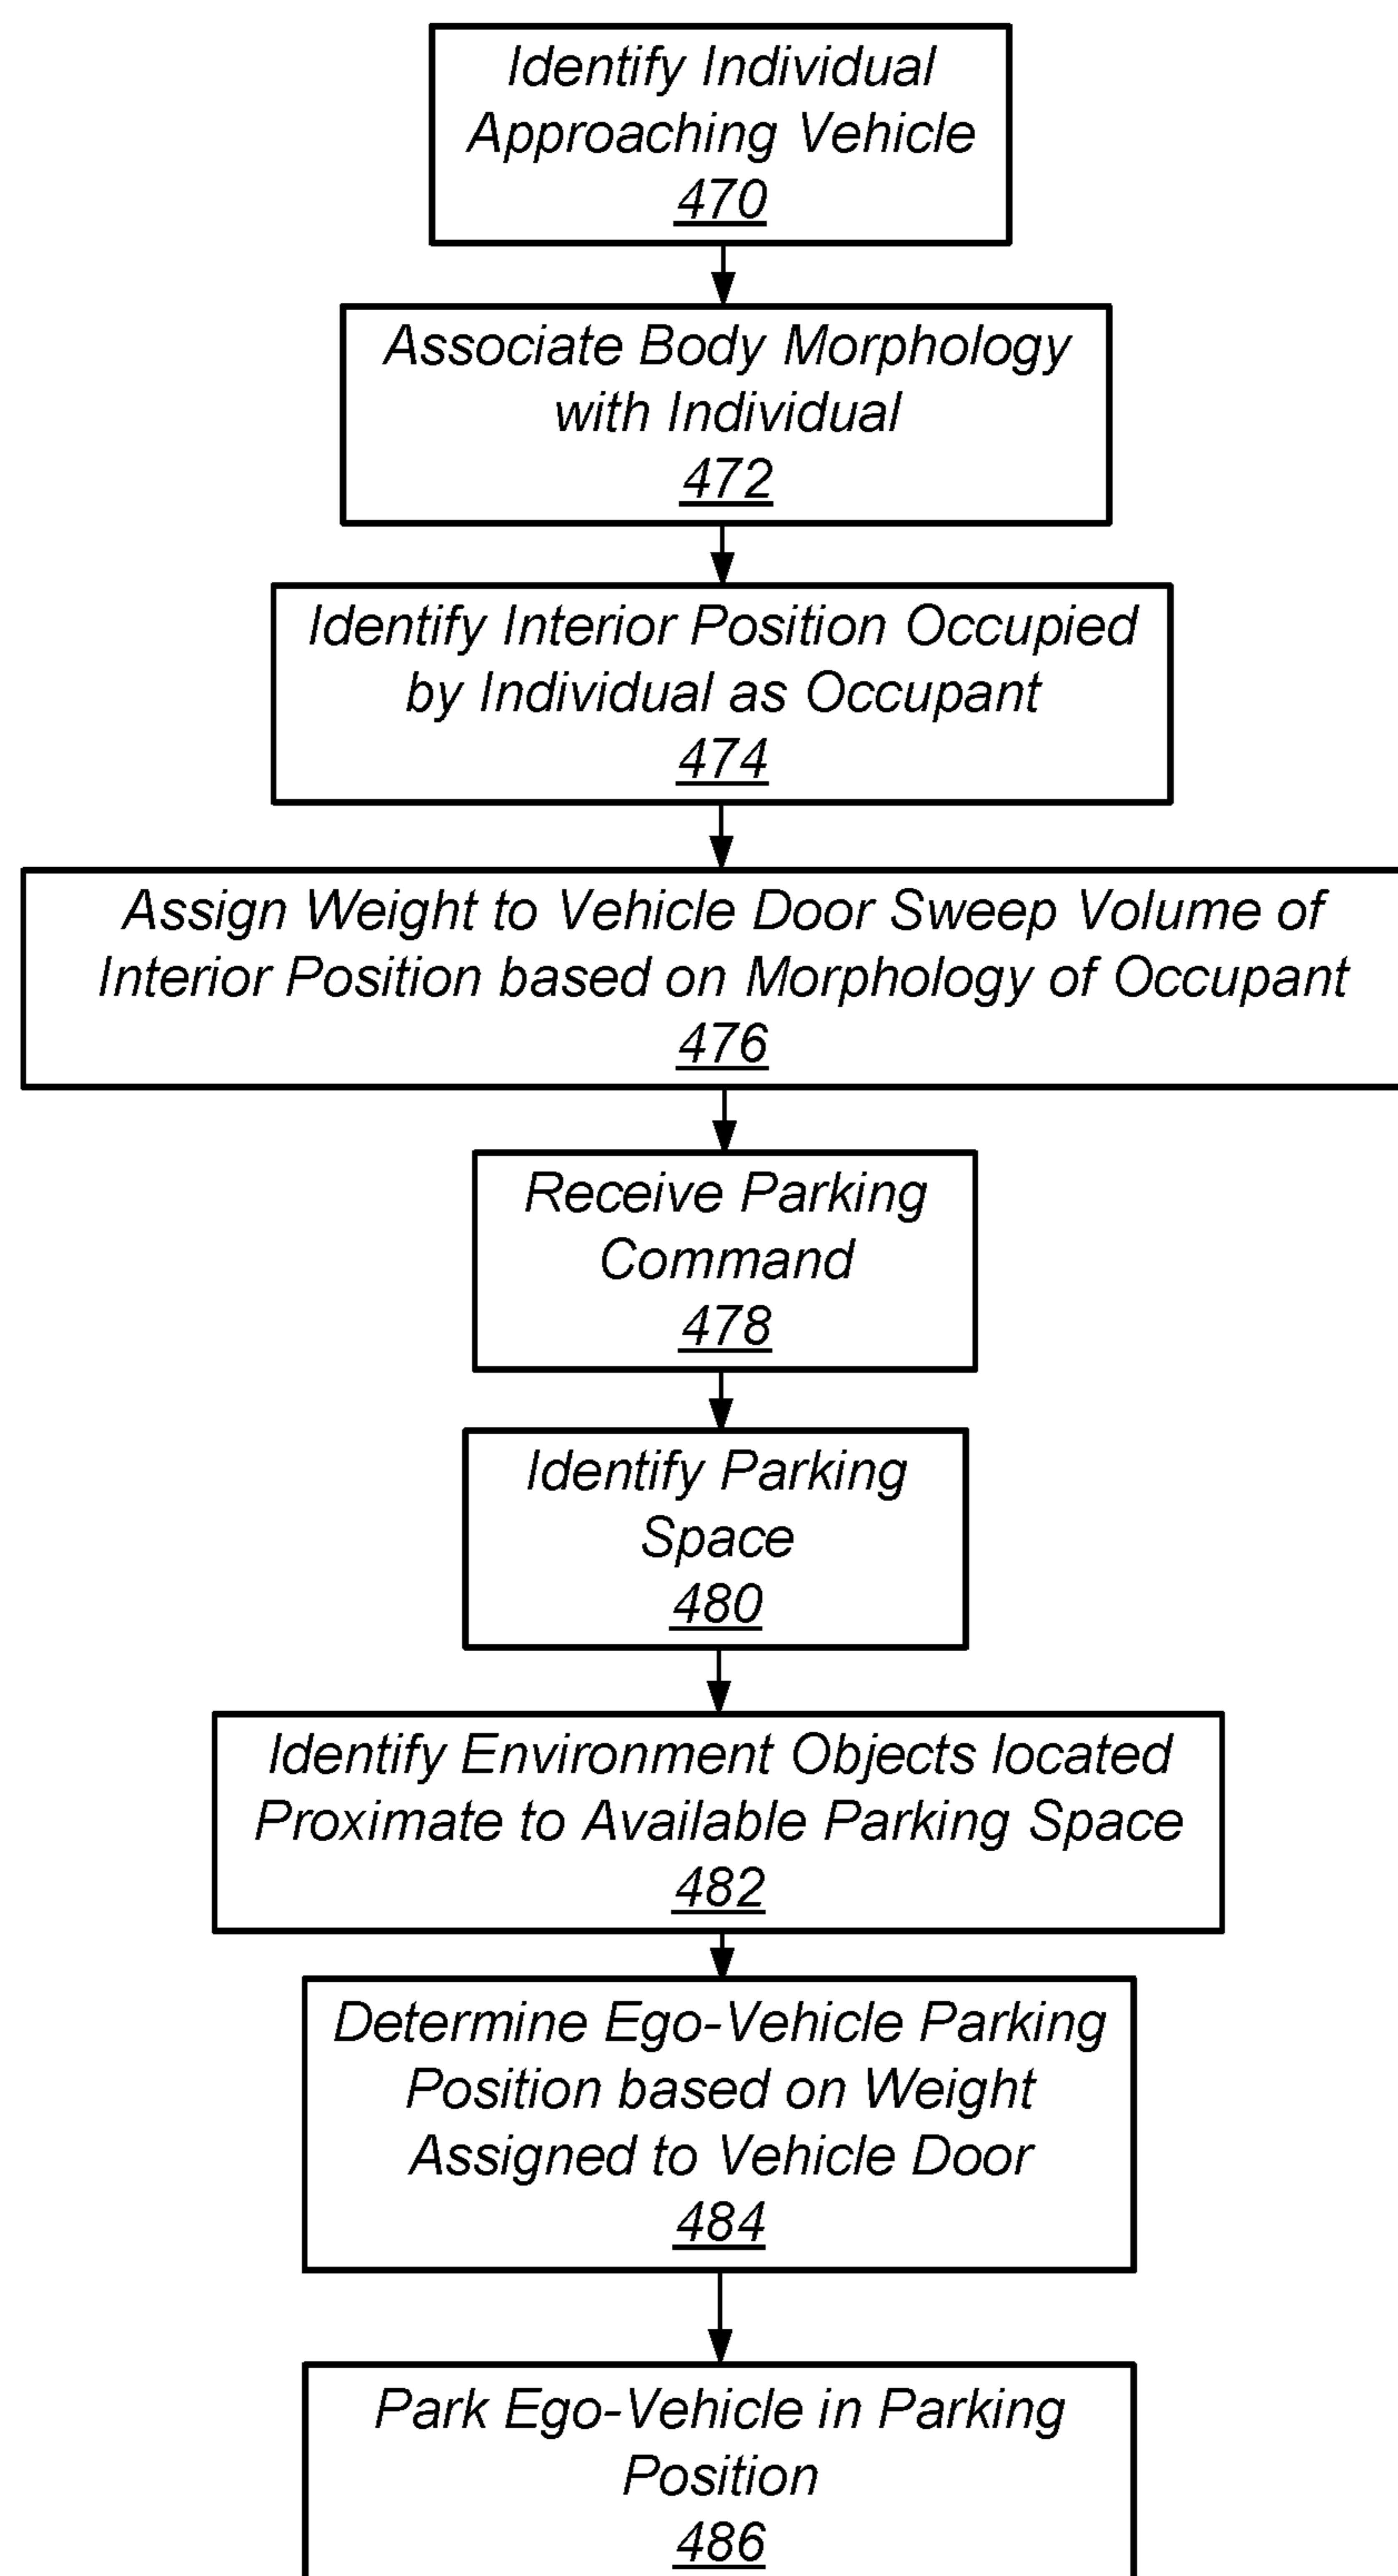 Identify Individual
Approaching Vehicle
470
Associate Body Morphology
with Individual
472
Identify Interior Position Occupied
by Individual as Occupant
474
Assign Weight to Vehicle Door Sweep Volume of
Interior Position based on Morphology of Occupant
476
Receive Parking
Command
478
Identify Parking
Space
480
Identify Environment Objects located
Proximate to Available Parking Space
482
Determine Ego-Vehicle Parking
Position based on Weight
Assigned to Vehicle Door
484
Park Ego-Vehicle in Parking
Position
486